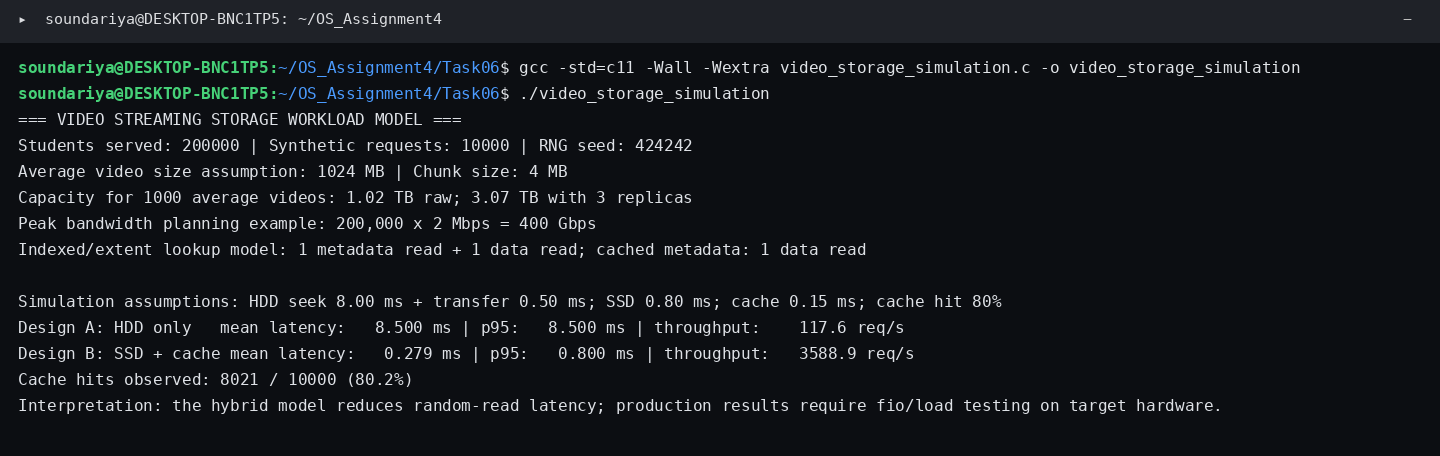 ▸ soundariya@DESKTOP-BNC1TP5: ~/OS_Assignment4 —
soundariya@DESKTOP-BNC1TP5:~/OS_Assignment4/Task06$ gcc -std=c11 -Wall -Wextra video_storage_simulation.c -o video_storage_simulation
soundariya@DESKTOP-BNC1TP5:~/OS_Assignment4/Task06$ ./video_storage_simulation
=== VIDEO STREAMING STORAGE WORKLOAD MODEL ===
Students served: 200000 | Synthetic requests: 10000 | RNG seed: 424242
Average video size assumption: 1024 MB | Chunk size: 4 MB
Capacity for 1000 average videos: 1.02 TB raw; 3.07 TB with 3 replicas
Peak bandwidth planning example: 200,000 x 2 Mbps = 400 Gbps
Indexed/extent lookup model: 1 metadata read + 1 data read; cached metadata: 1 data read
Simulation assumptions: HDD seek 8.00 ms + transfer 0.50 ms; SSD 0.80 ms; cache 0.15 ms; cache hit 80%
Design A: HDD only   mean latency:   8.500 ms | p95:   8.500 ms | throughput:    117.6 req/s
Design B: SSD + cache mean latency:   0.279 ms | p95:   0.800 ms | throughput:   3588.9 req/s
Cache hits observed: 8021 / 10000 (80.2%)
Interpretation: the hybrid model reduces random-read latency; production results require fio/load testing on target hardware.